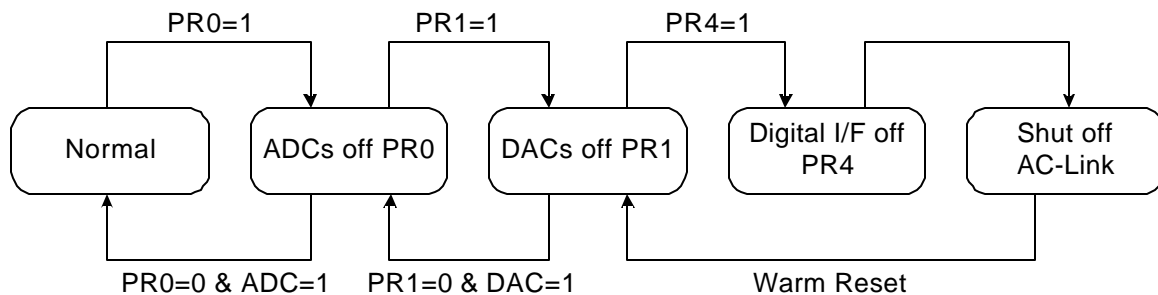 PR0=1
PR1=1
PR4=1
Normal
ADCs off PR0
DACs off PR1
Digital I/F off
PR4
Shut off
AC-Link
PR0=0 & ADC=1
PR1=0 & DAC=1
Warm Reset